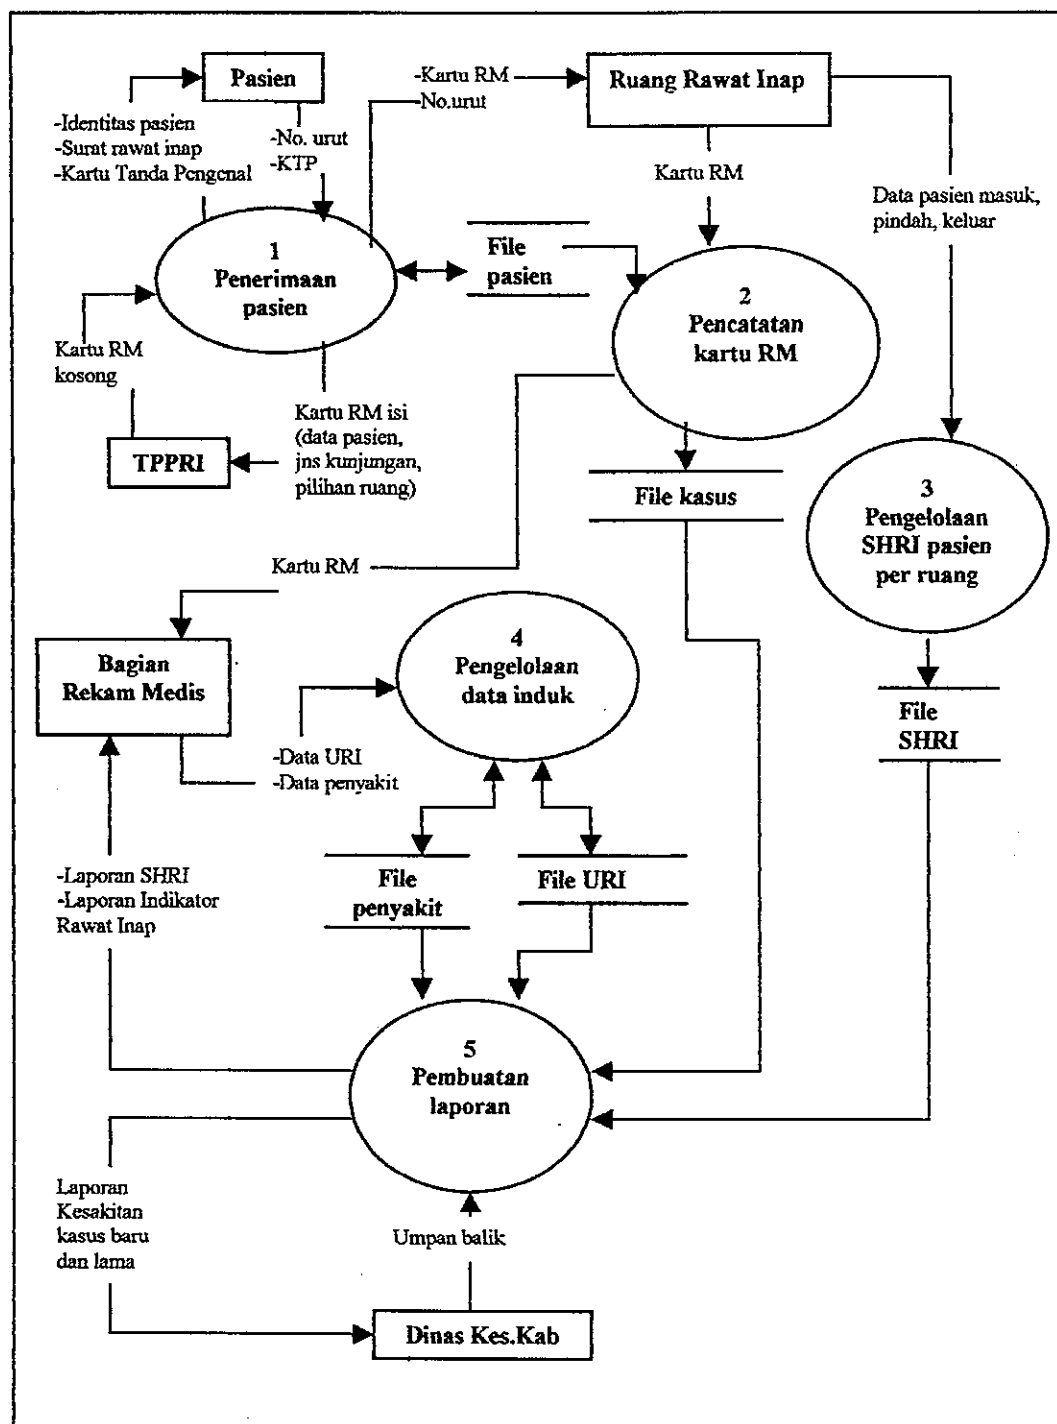 Pasien
-Kartu RM
-No.urut
Ruang Rawat Inap
-Identitas pasien
-Surat rawat inap
-Kartu Tanda Pengenal
-No. urut
-KTP
Kartu RM
Data pasien masuk,
pindah, keluar
1
Penerimaan
pasien
File
pasien
2
Pencatatan
kartu RM
Kartu RM
kosong
Kartu RM isi
(data pasien,
jns kunjungan,
pilihan ruang)
TPPRI
File kasus
3
Pengelolaan
SHRI pasien
per ruang
Kartu RM
Bagian
Rekam Medis
4
Pengelolaan
data induk
File
SHRI
-Data URI
-Data penyakit
-Laporan SHRI
-Laporan Indikator
Rawat Inap
File
penyakit
File URI
5
Pembuatan
laporan
Laporan
Kesakitan
kasus baru
dan lama
Umpan balik
Dinas Kes.Kab